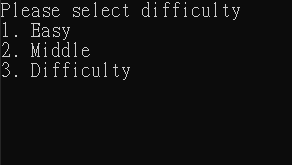 Please select difficulty
1. Easy
2. Middle
3. Difficulty